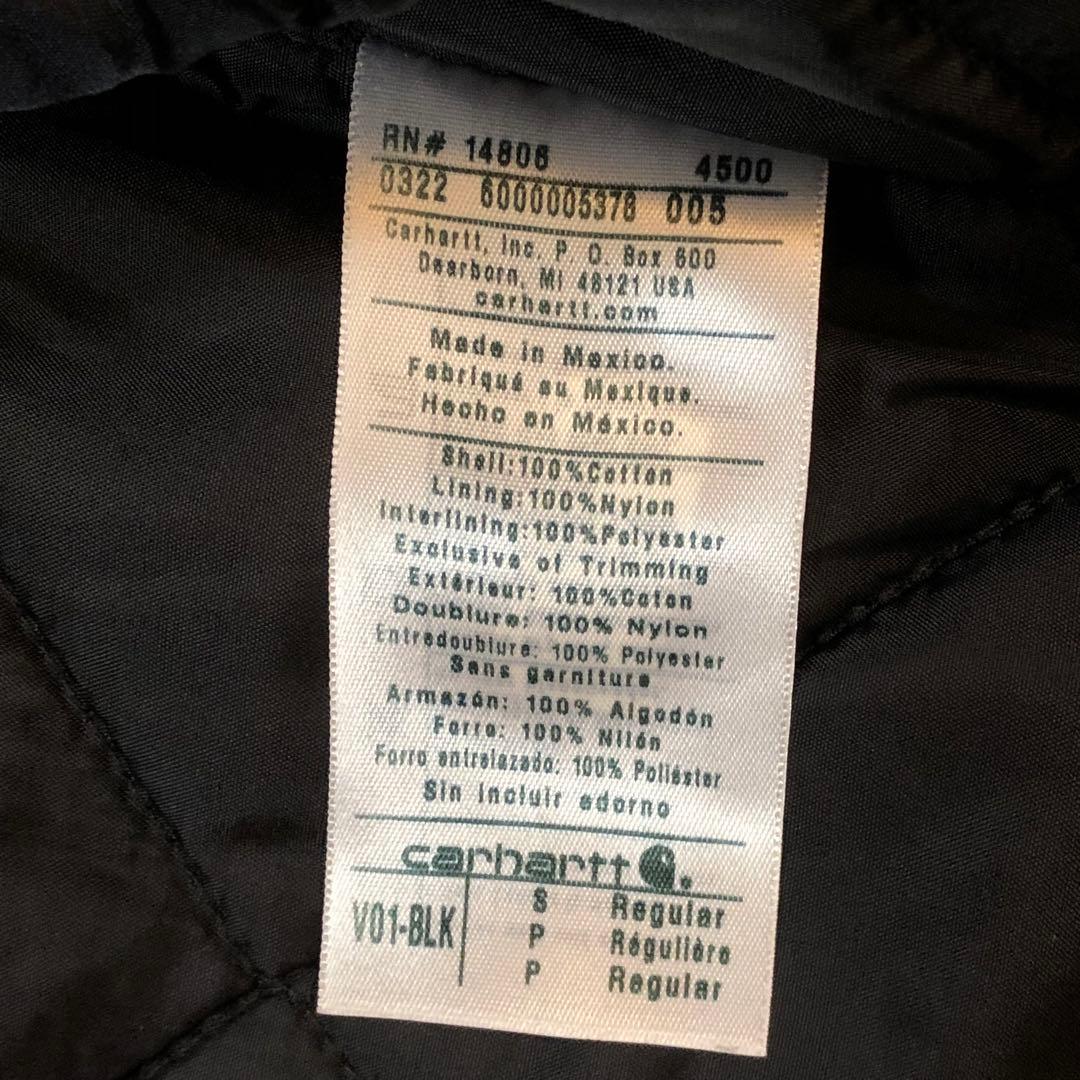 RN# 14806 4500
0322 6000005378 005
Carhartt, Inc. P. O. Box 600
Dearborn, MI 48121 USA
carhartt.com
Made in Mexico.
Fabriqué au Mexique.
Hecho en México.
Shell:100%Cotton
Lining:100%Nylon
Interlining:100%Polyester
Exclusive of Trimming
Extérieur: 100%Coton
Doublure: 100% Nylon
Entredoublure: 100% Polyester
Sans garniture
Armazón: 100% Algodón
Forro: 100% Nilón
Forro entrelazado: 100% Poliéster
Sin incluir adorno
carhartt
V01-BLK
S Regular
P Régulière
P Regular